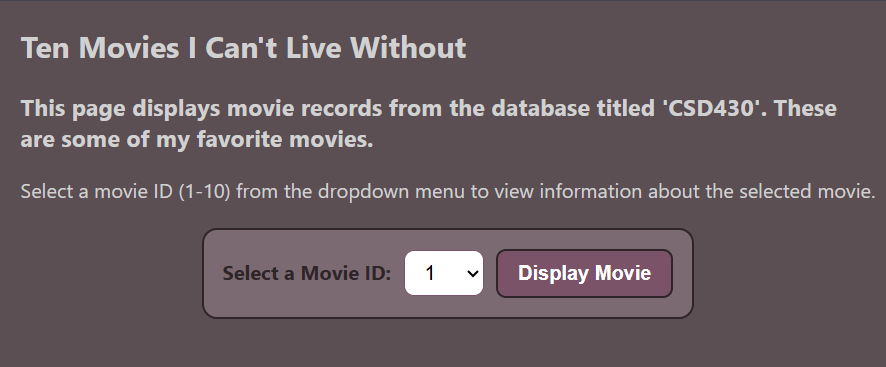 Ten Movies I Can't Live Without
This page displays movie records from the database titled 'CSD430'. These
are some of my favorite movies.
Select a movie ID (1-10) from the dropdown menu to view information about the selected movie.
Select a Movie ID: 1 Display Movie